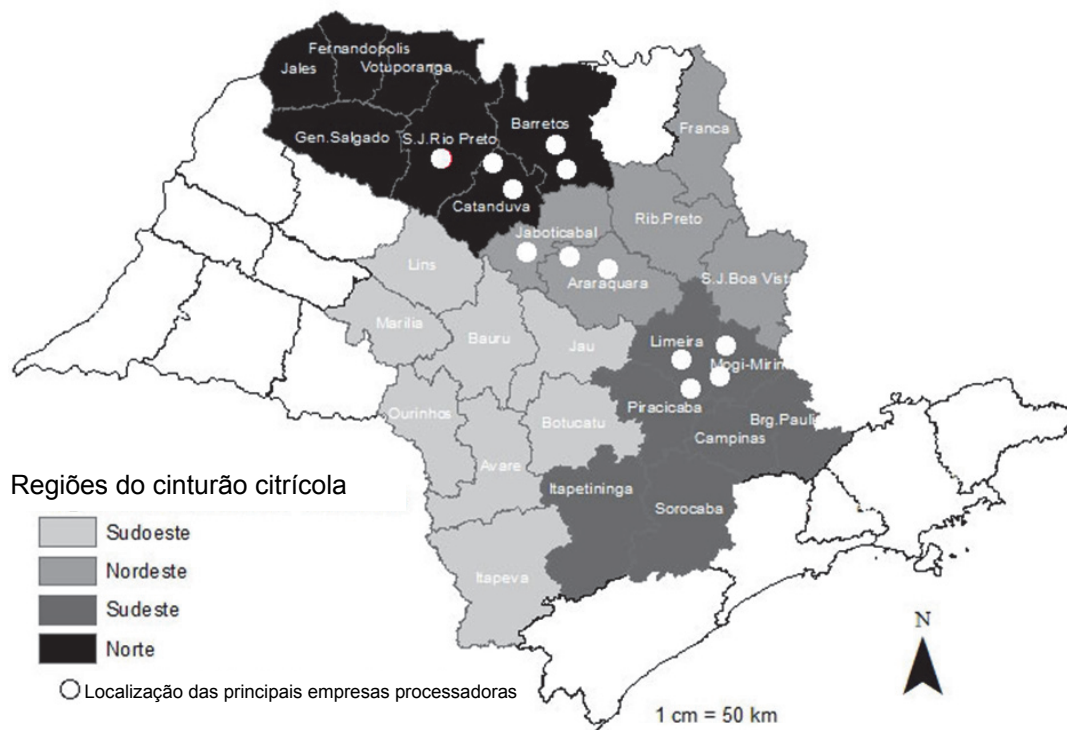 Fernandopolis
Jales
Votuporanga
Gen.Salgado
S.J.Rio Preto
Barretos
Franca
Catanduva
Jaboticabal
Rib.Preto
Lins
Araraquara
S.J.Boa Vist
Marilia
Bauru
Jau
Limeira
Mogi-Mirim
Ourinhos
Botucatu
Piracicaba
Brg.Pauli
Campinas
Avare
Itapetininga
Sorocaba
Itapeva
Regiões do cinturão citrícola
Sudoeste
Nordeste
Sudeste
Norte
Localização das principais empresas processadoras
N
1 cm = 50 km